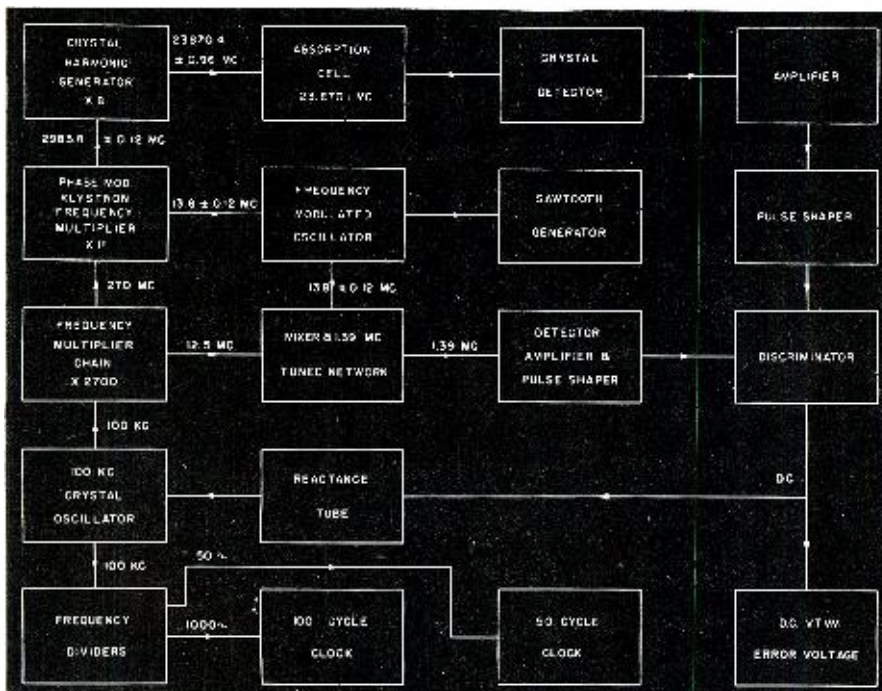 CRYSTAL
HARMONIC
GENERATOR
X 8
23870.4
± 0.96 MC
ABSORPTION
CELL
CRYSTAL
DETECTOR
AMPLIFIER
± 0.12 MC
PHASE MOD
KLYSTRON
FREQUENCY
MULTIPLIER
X 11
13.8 ± 0.12 MC
FREQUENCY
MODULATED
OSCILLATOR
SAWTOOTH
GENERATOR
PULSE SHAPER
270 MC
13.8 ± 0.12 MC
FREQUENCY
MULTIPLIER
CHAIN
X 2700
12.5 MC
MIXER & 1.39 MC
TUNED NETWORK
1.39 MC
DETECTOR
AMPLIFIER &
PULSE SHAPER
DISCRIMINATOR
100 KC
100 KC
CRYSTAL
OSCILLATOR
REACTANCE
TUBE
DC
100 KC
50 ~
FREQUENCY
DIVIDERS
1000 ~
CYCLE
CLOCK
50 CYCLE
CLOCK
D.C. VTVM
ERROR VOLTAGE